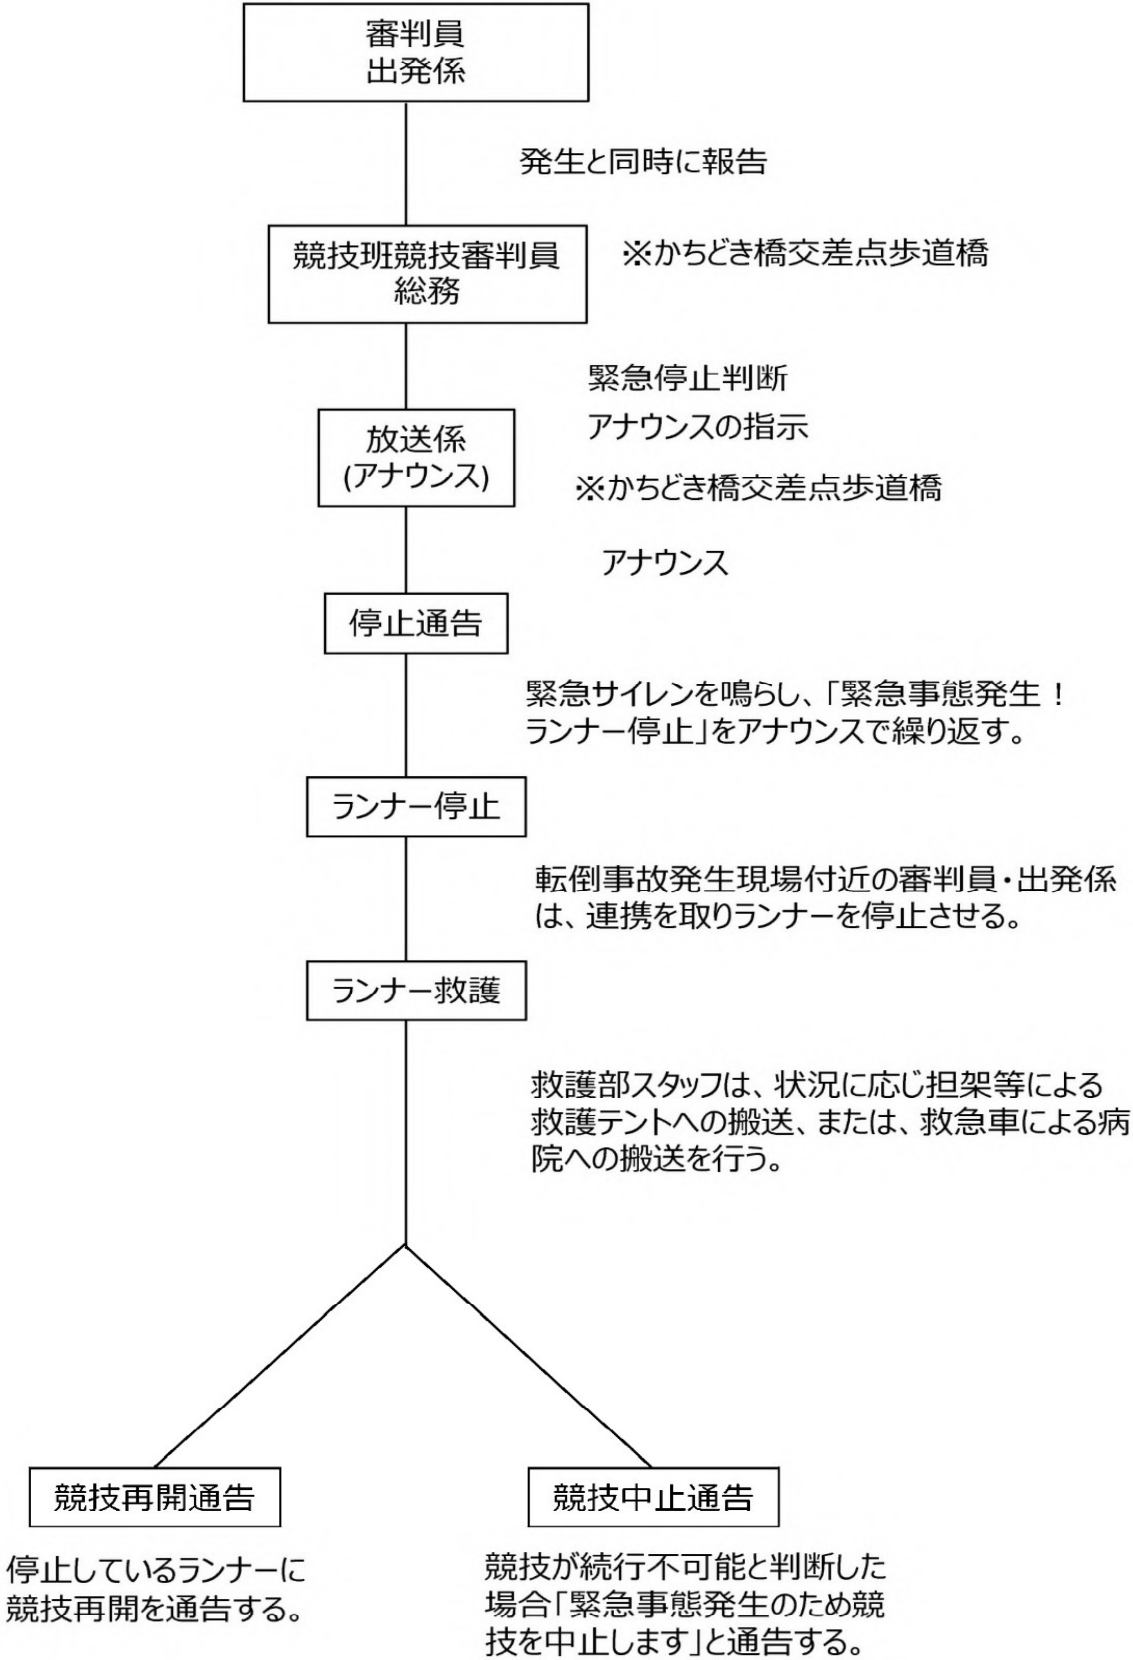 審判員
出発係
発生と同時に報告
競技班競技審判員
総務
※かちどき橋交差点歩道橋
緊急停止判断
アナウンスの指示
放送係
(アナウンス)
※かちどき橋交差点歩道橋
アナウンス
停止通告
緊急サイレンを鳴らし、「緊急事態発生！
ランナー停止」をアナウンスで繰り返す。
ランナー停止
転倒事故発生現場付近の審判員・出発係
は、連携を取りランナーを停止させる。
ランナー救護
救護部スタッフは、状況に応じ担架等による
救護テントへの搬送、または、救急車による病
院への搬送を行う。
競技再開通告
停止しているランナーに
競技再開を通告する。
競技中止通告
競技が続行不可能と判断した
場合「緊急事態発生のため競
技を中止します」と通告する。